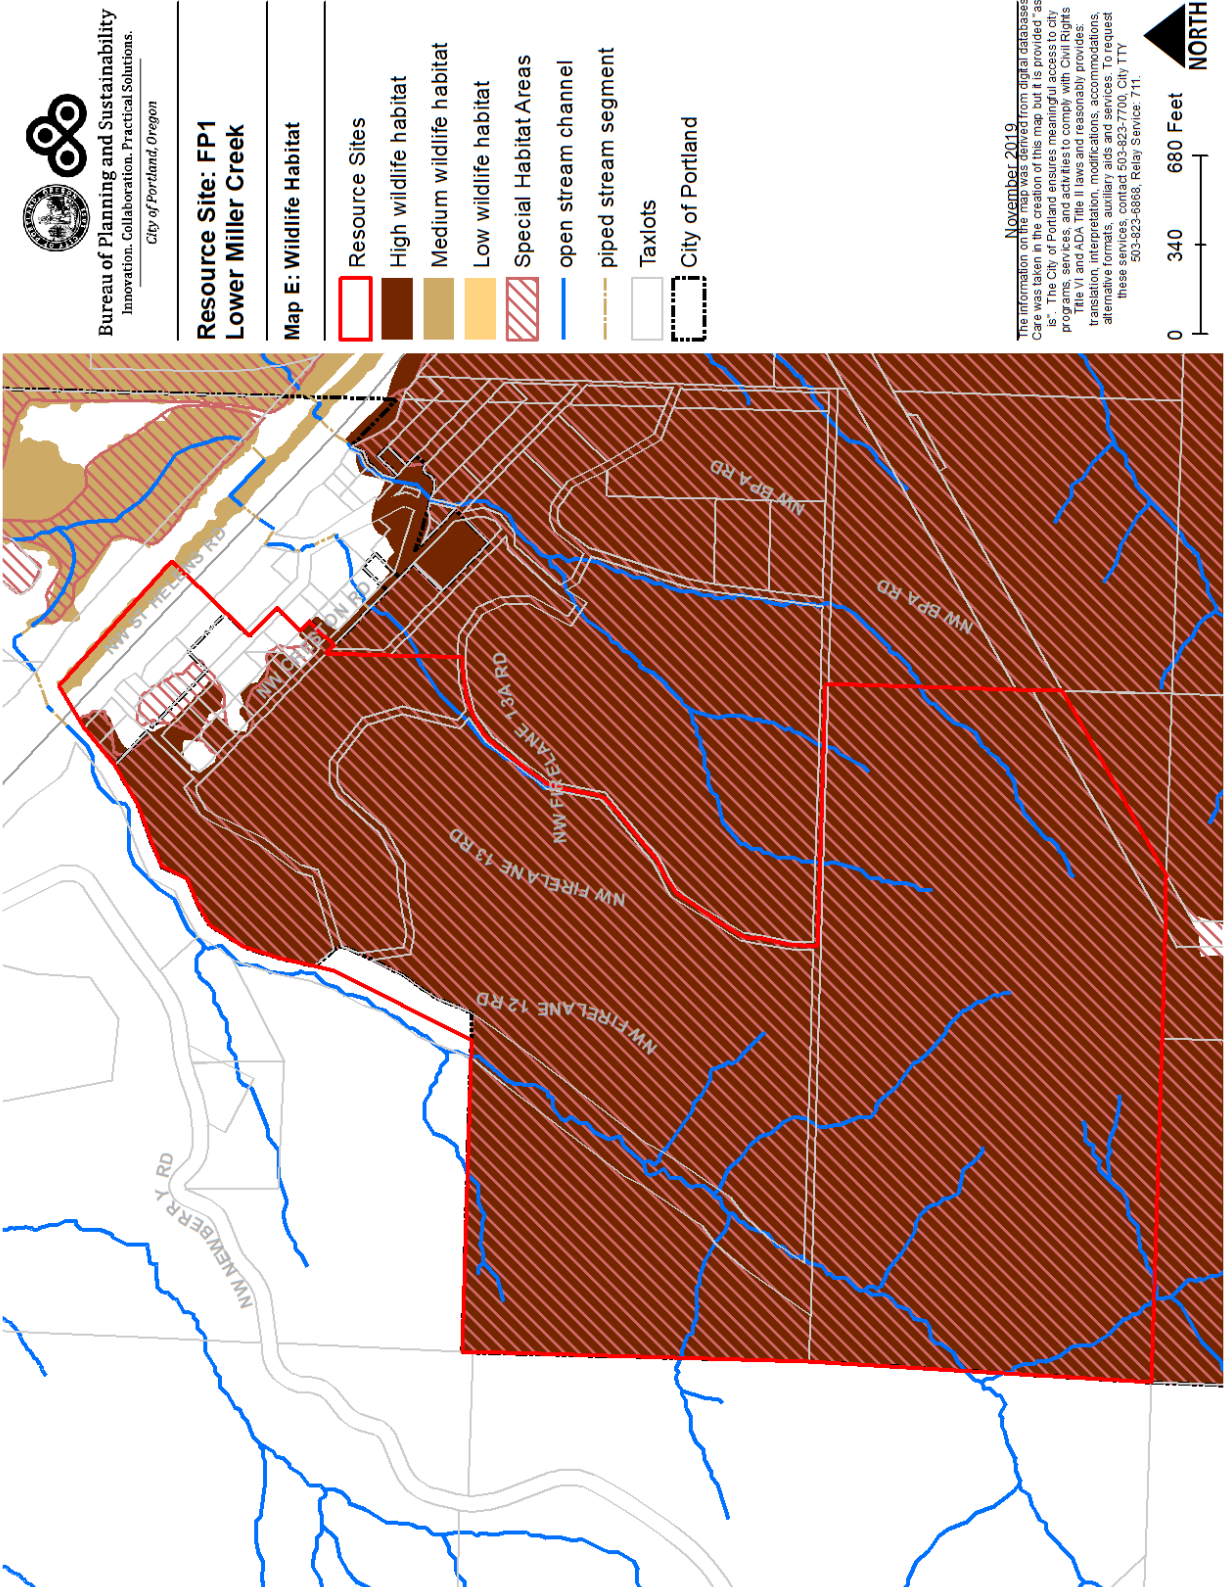 Bureau of Planning and Sustainability
Innovation. Collaboration. Practical Solutions.
City of Portland, Oregon
Resource Site: FP1
Lower Miller Creek
Map E: Wildlife Habitat
Resource Sites
High wildlife habitat
Medium wildlife habitat
Low wildlife habitat
Special Habitat Areas
open stream channel
piped stream segment
Taxlots
City of Portland
November 2019
The information on the map was derived from digital databases
Care was taken in the creation of this map but it is provided "as
is". The City of Portland ensures meaningful access to city
programs, services, and activities to comply with Civil Rights
Title VI and ADA Title II laws and reasonably provides:
translation, interpretation, modifications, accommodations,
alternative formats, auxiliary aids and services. To request
these services, contact 503-823-7700, City TTY
503-823-6868, Relay Service: 711.
0 340 680 Feet
NORTH
NW ST HELENS RD
NW CRESTON RD
NW BPA RD
NW BPA RD
NW FIRELANE 13A RD
NW FIRELANE 13 RD
NW FIRELANE 12 RD
NW NEWBERRY RD